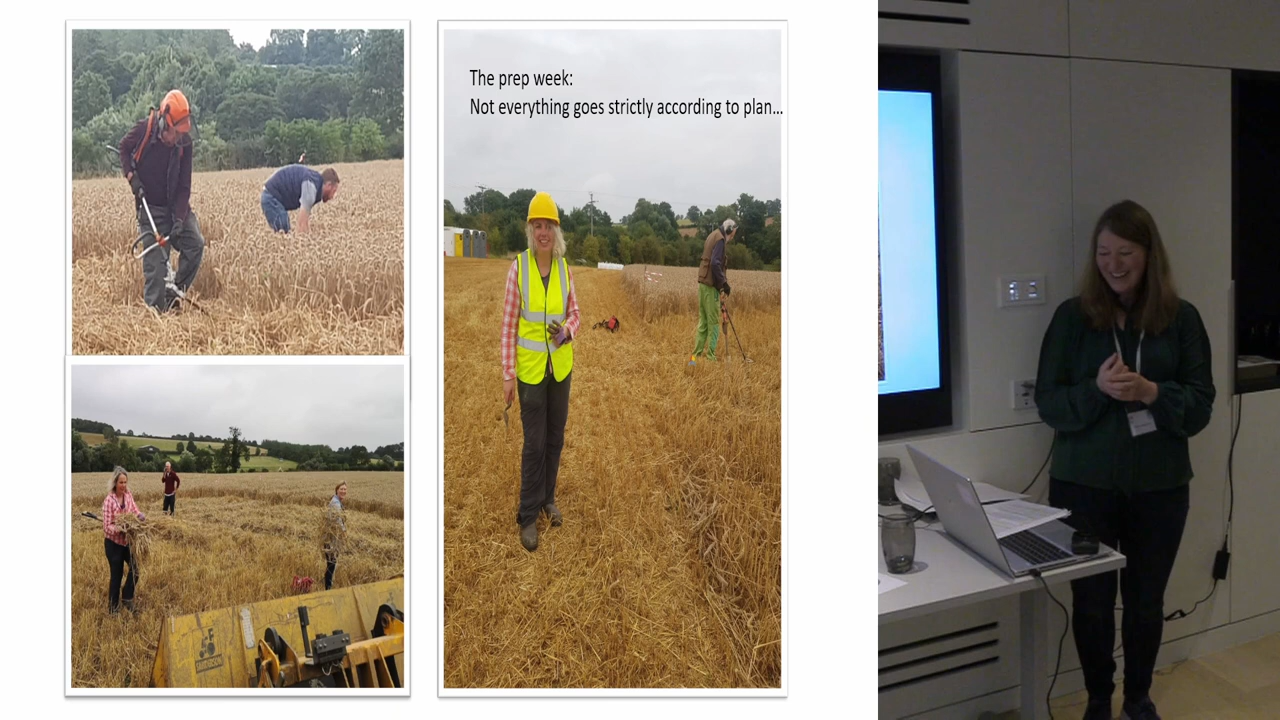 The prep week:
Not everything goes strictly according to plan...